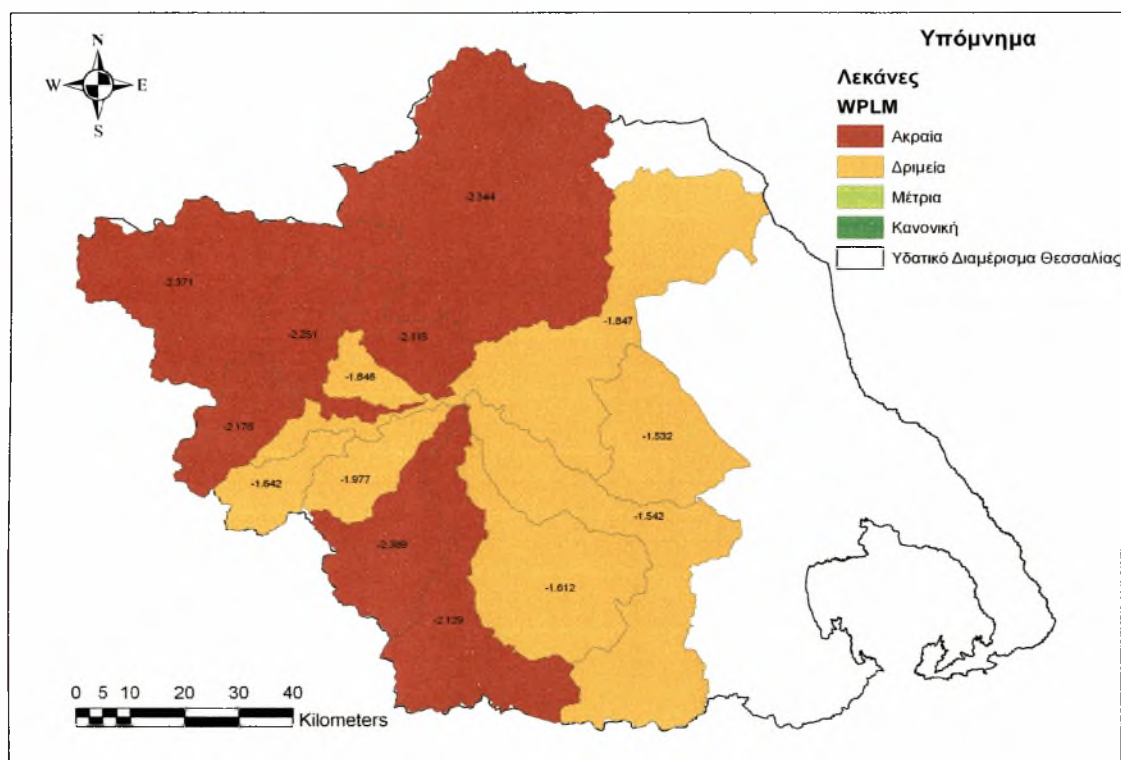 N
W E
S
Υπόμνημα
Λεκάνες
WPLM
Ακραία
Δριμεία
Μέτρια
Κανονική
Υδατικό Διαμέρισμα Θεσσαλίας
-2.344
-2.371
-2.251
-2.115
-1.847
-1.846
-2.176
-1.532
-1.642
-1.977
-1.542
-2.389
-1.612
-2.129
0 5 10 20 30 40
Kilometers